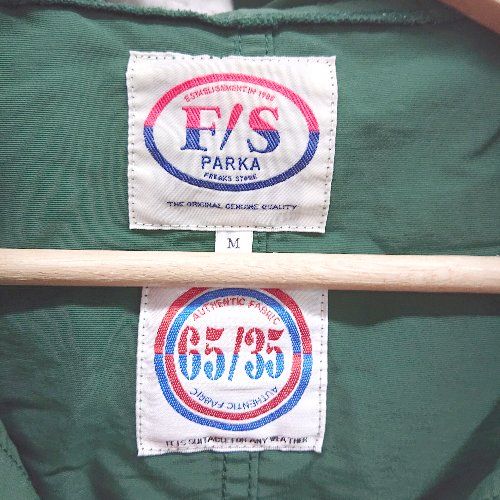 ESTABLISHMENT IN 1986
F/S
PARKA
FREAKS STORE
THE ORIGINAL GENUINE QUALITY
M
AUTHENTIC FABRIC
65/35
AUTHENTIC FABRIC
IT IS SUITABLE FOR ANY WEATHER